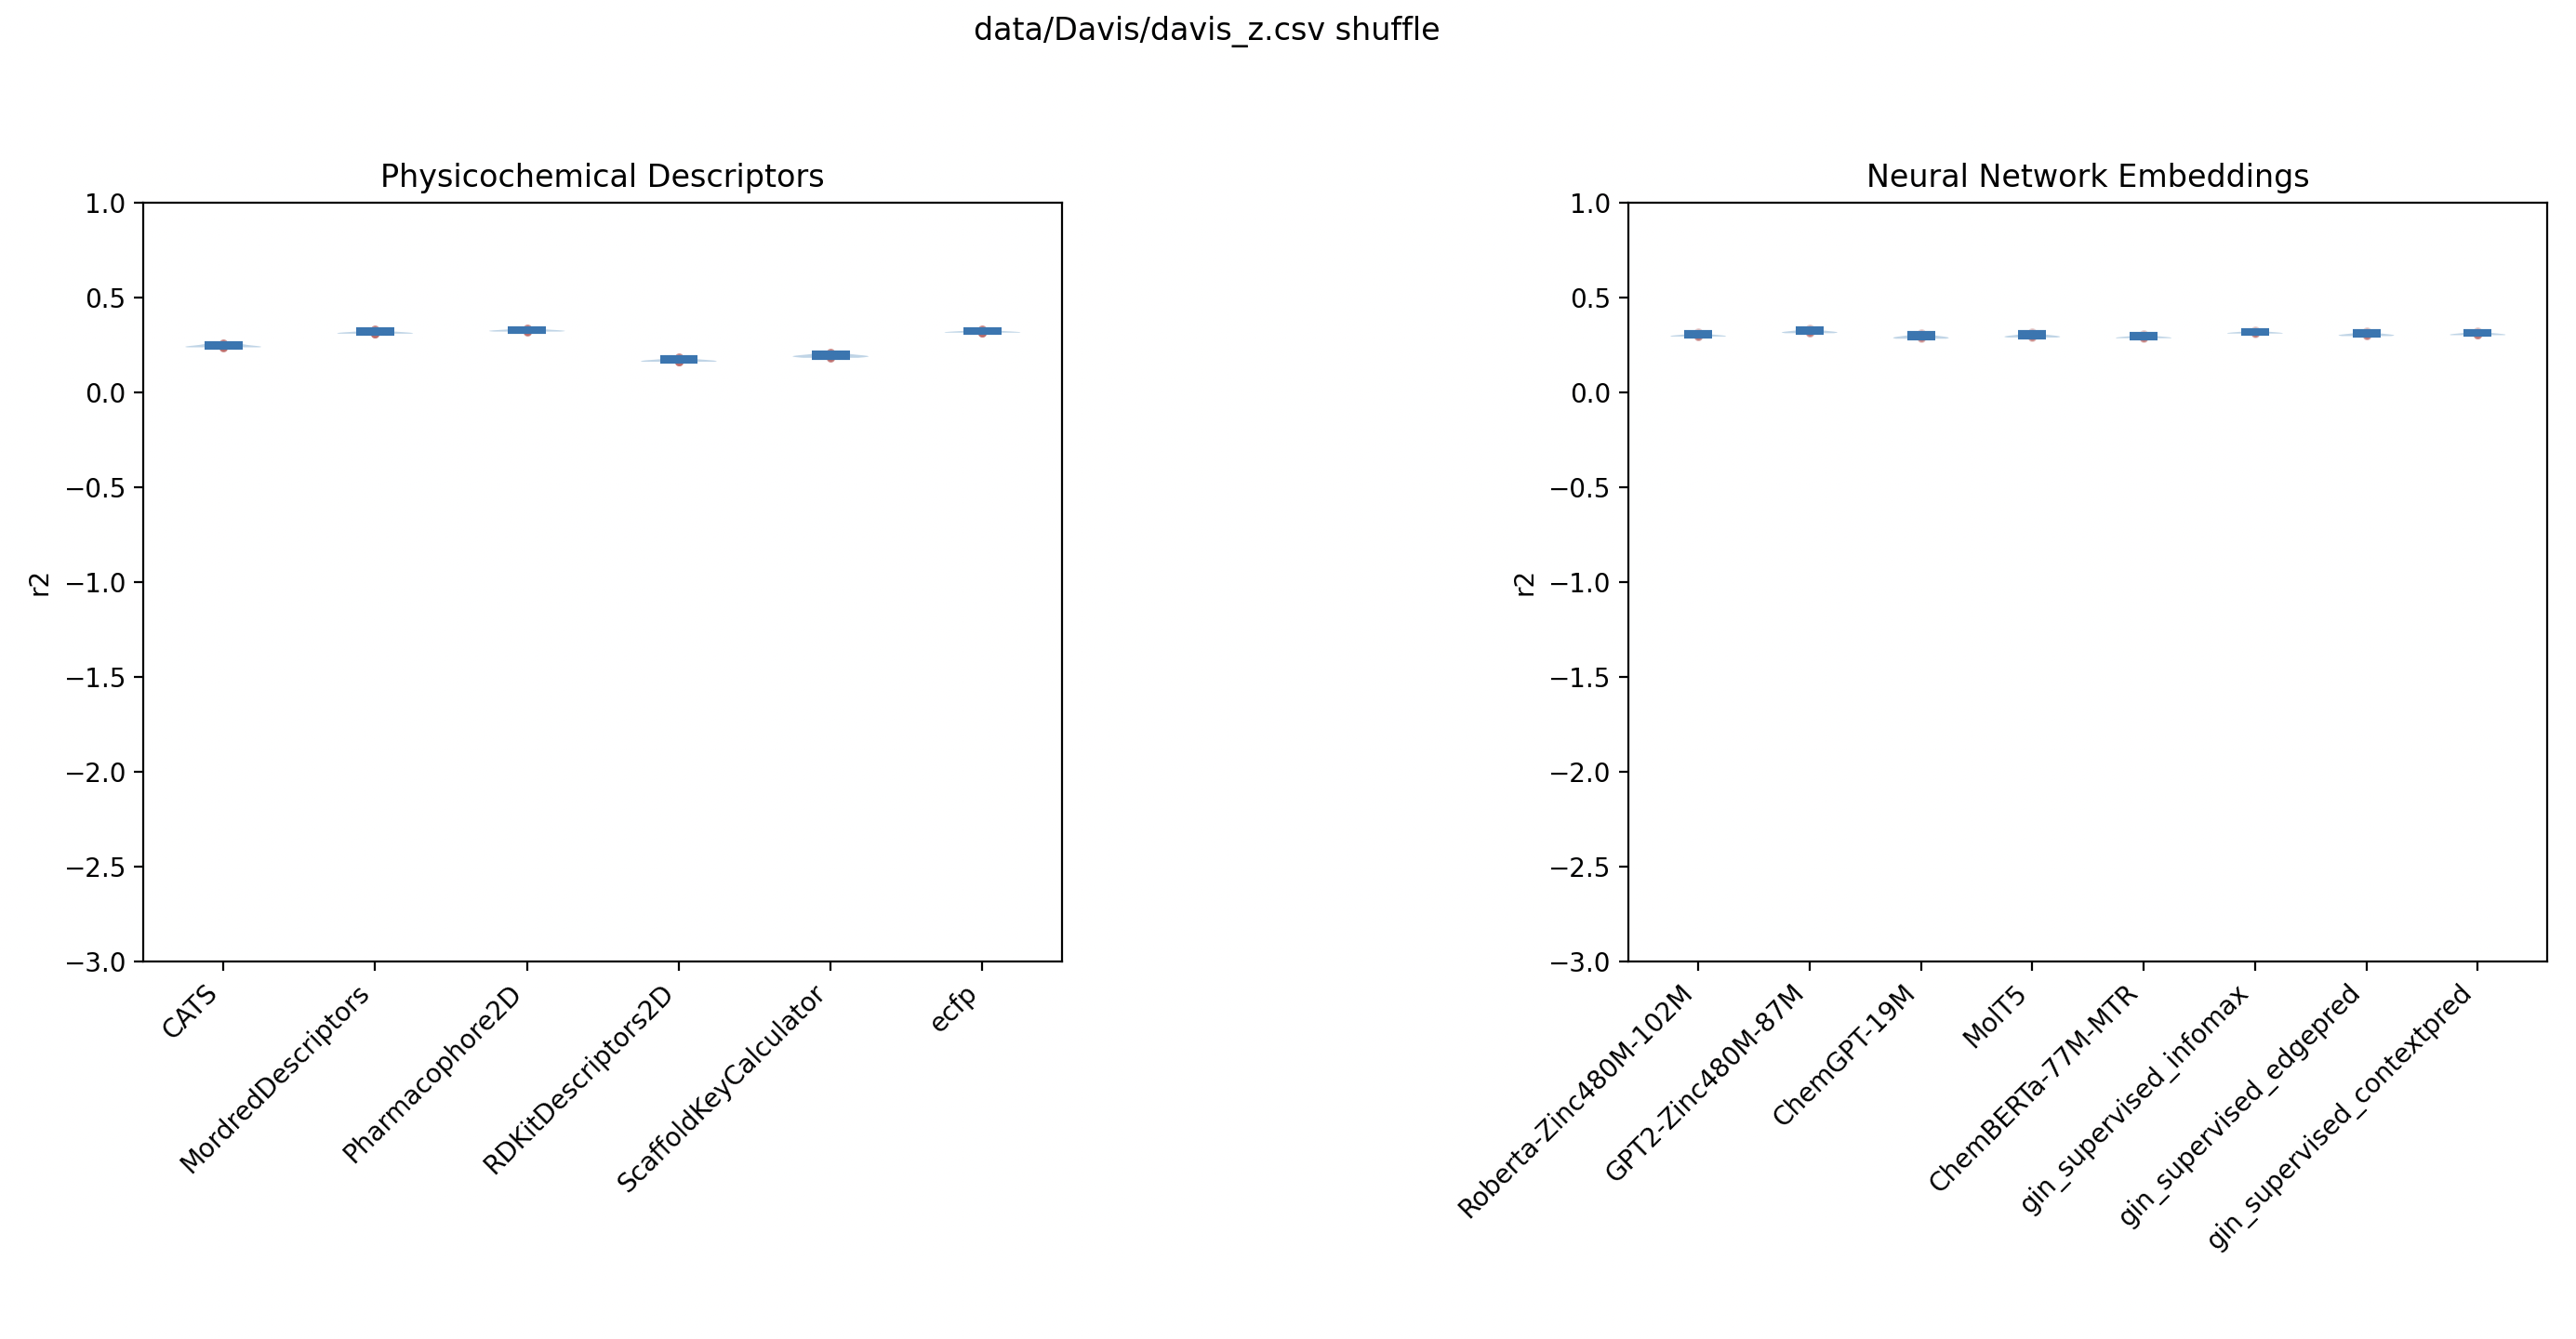 data/Davis/davis_z.csv shuffle
Physicochemical Descriptors
1.0
0.5
0.0
−0.5
−1.0
−1.5
−2.0
−2.5
−3.0
r2
CATS
MordredDescriptors
Pharmacophore2D
RDKitDescriptors2D
ScaffoldKeyCalculator
ecfp
Neural Network Embeddings
1.0
0.5
0.0
−0.5
−1.0
−1.5
−2.0
−2.5
−3.0
r2
Roberta-Zinc480M-102M
GPT2-Zinc480M-87M
ChemGPT-19M
MolT5
ChemBERTa-77M-MTR
gin_supervised_infomax
gin_supervised_edgepred
gin_supervised_contextpred